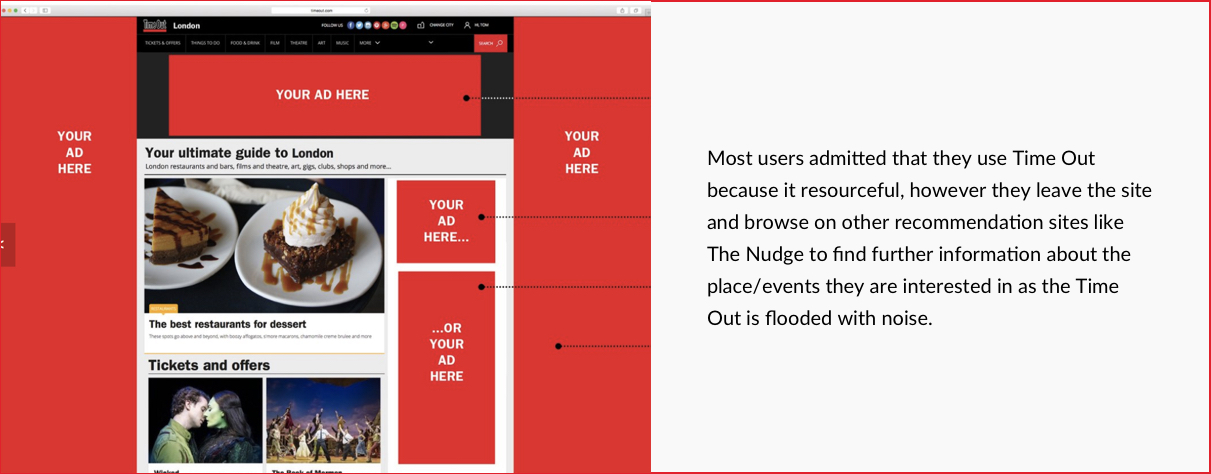 timeout.com
TimeOut London FOLLOW US CHANGE CITY HI, TOM
TICKETS & OFFERS THINGS TO DO FOOD & DRINK FILM THEATRE ART MUSIC MORE SEARCH
YOUR AD HERE
YOUR
AD
HERE
YOUR
AD
HERE
Your ultimate guide to London
London restaurants and bars, films and theatre, art, gigs, clubs, shops and more...
YOUR
AD
HERE...
The best restaurants for dessert
These spots go above and beyond, with boozy affogatos, s'more macarons, chamomile creme brulee and more
...OR
YOUR
AD
HERE
Tickets and offers
Wicked
The Book of Mormon
Most users admitted that they use Time Out
because it resourceful, however they leave the site
and browse on other recommendation sites like
The Nudge to find further information about the
place/events they are interested in as the Time
Out is flooded with noise.